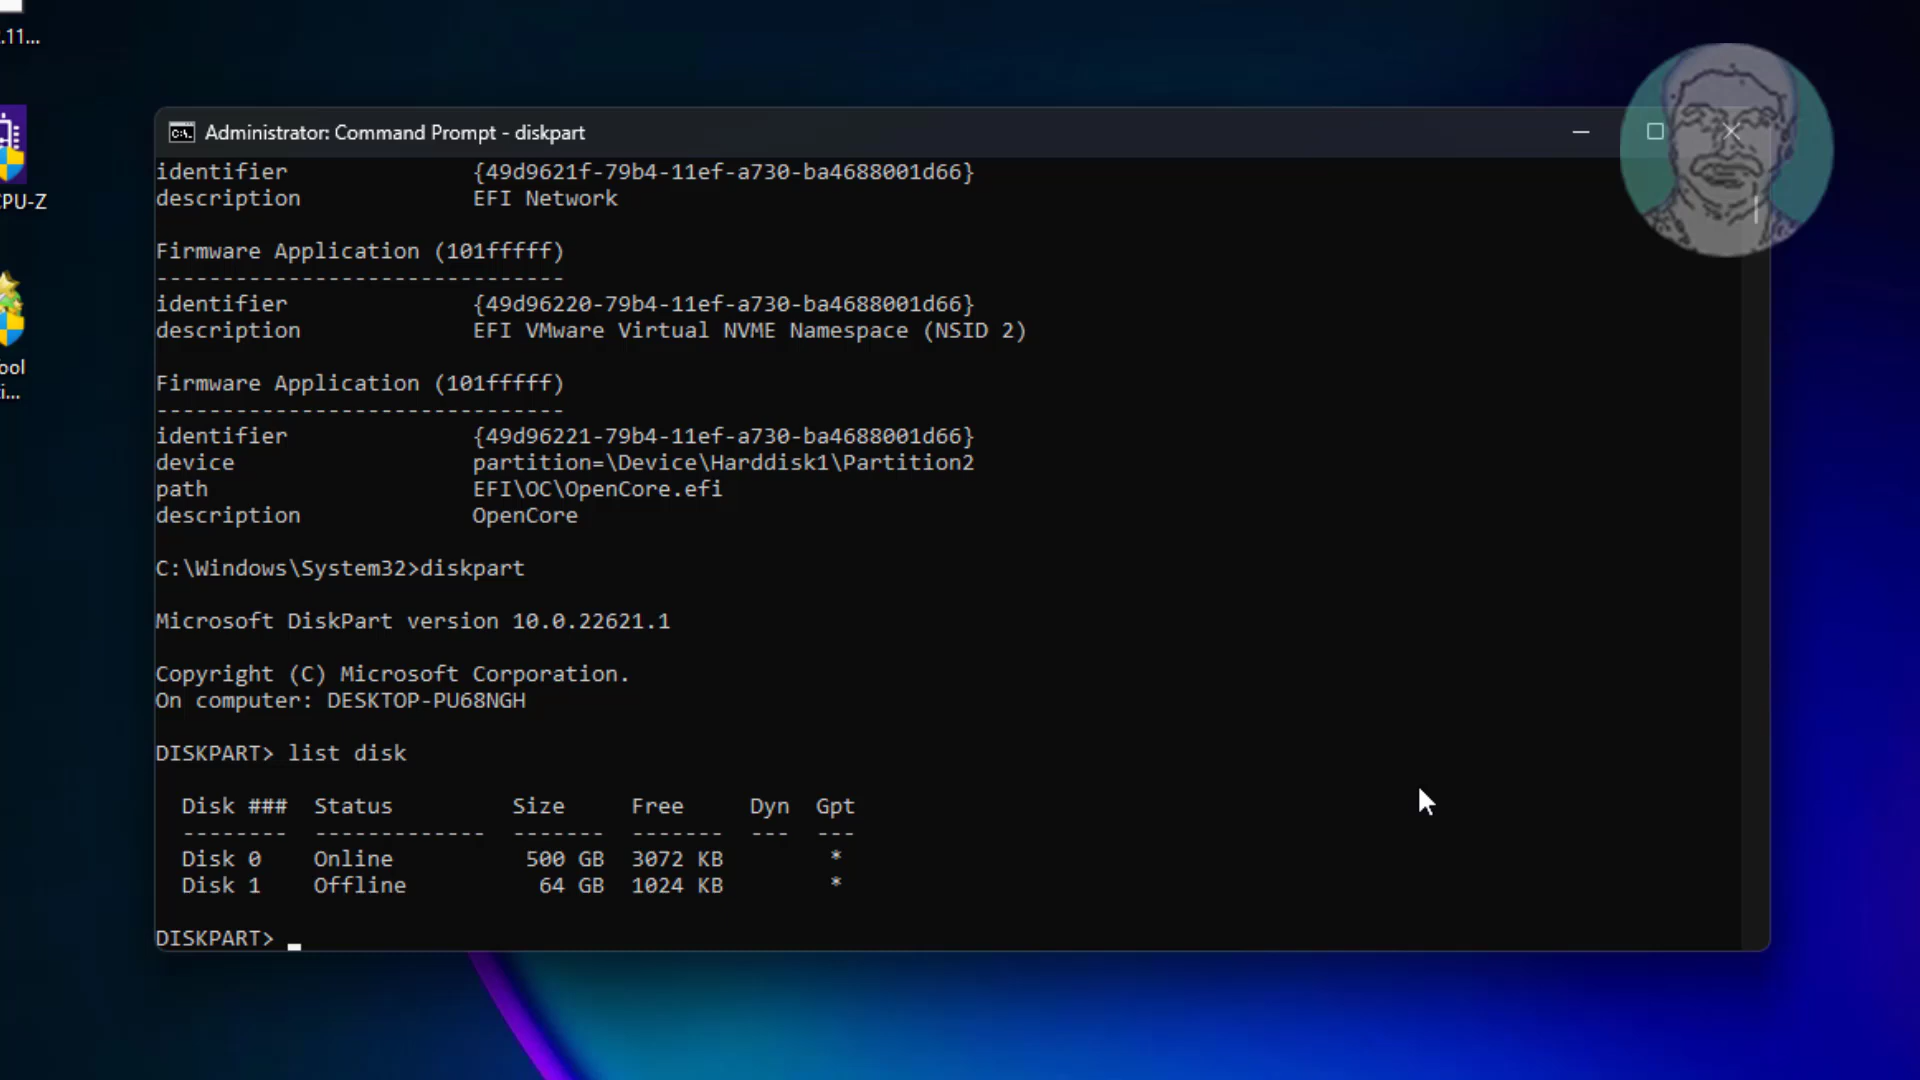 .11...
CPU-Z
ool
i...
Administrator: Command Prompt - diskpart
identifier {49d9621f-79b4-11ef-a730-ba4688001d66}
description EFI Network
Firmware Application (101fffff)
-------------------------------
identifier {49d96220-79b4-11ef-a730-ba4688001d66}
description EFI VMware Virtual NVME Namespace (NSID 2)
Firmware Application (101fffff)
-------------------------------
identifier {49d96221-79b4-11ef-a730-ba4688001d66}
device partition=\Device\Harddisk1\Partition2
path EFI\OC\OpenCore.efi
description OpenCore
C:\Windows\System32>diskpart
Microsoft DiskPart version 10.0.22621.1
Copyright (C) Microsoft Corporation.
On computer: DESKTOP-PU68NGH
DISKPART> list disk
Disk ### Status Size Free Dyn Gpt
-------- ------------- ------- ------- --- ---
Disk 0 Online 500 GB 3072 KB *
Disk 1 Offline 64 GB 1024 KB *
DISKPART> _